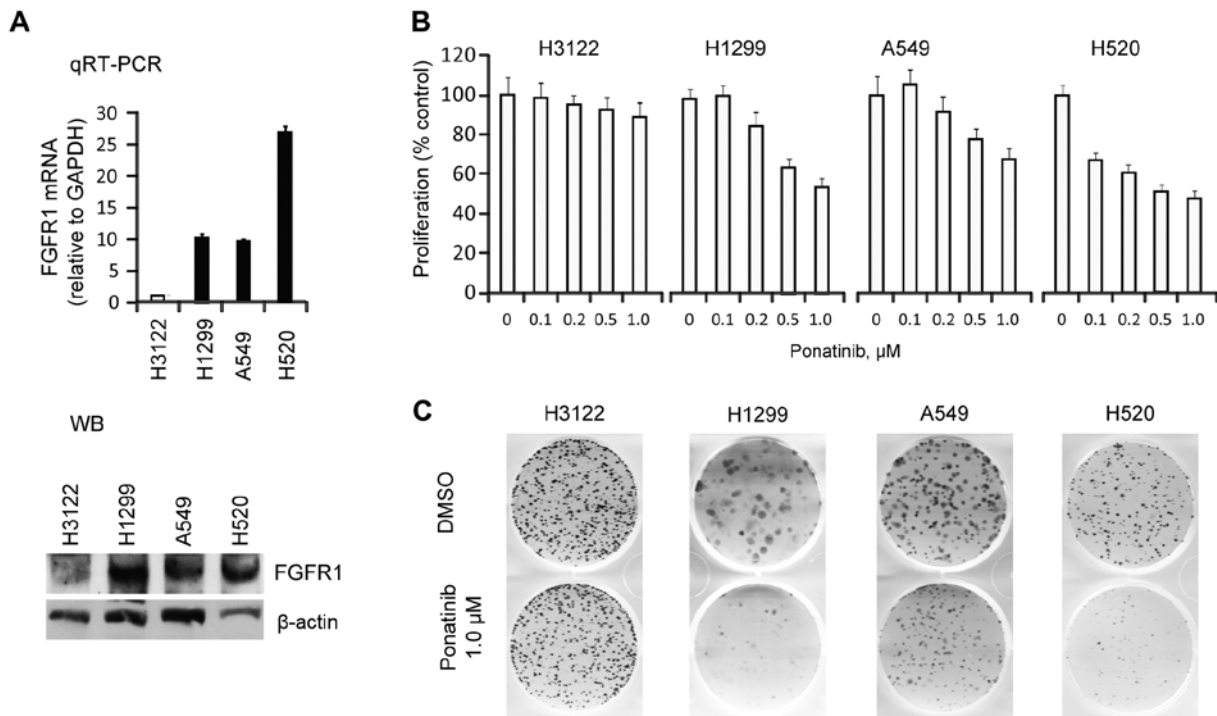 A
qRT-PCR
FGFR1 mRNA
(relative to GAPDH)
30
25
20
15
10
5
0
H3122
H1299
A549
H520
WB
H3122
H1299
A549
H520
FGFR1
β-actin
B
H3122
H1299
A549
H520
Proliferation (% control)
120
100
80
60
40
20
0
0 0.1 0.2 0.5 1.0
0 0.1 0.2 0.5 1.0
0 0.1 0.2 0.5 1.0
0 0.1 0.2 0.5 1.0
Ponatinib, μM
C
H3122
H1299
A549
H520
DMSO
Ponatinib
1.0 μM